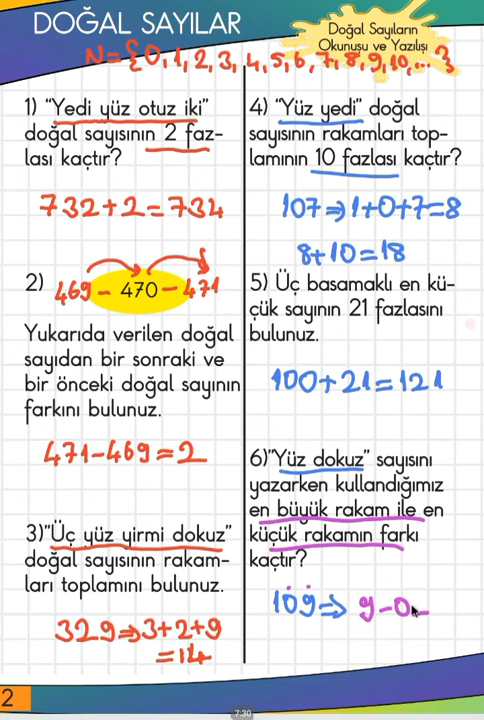 DOĞAL SAYILAR
Doğal Sayıların
Okunuşu ve Yazılışı
N={0,1,2,3,4,5,6,7,8,9,10,...}
1) "Yedi yüz otuz iki"
doğal sayısının 2 faz-
lası kaçtır?
732+2=734
2) 469 – 470 – 471
Yukarıda verilen doğal
sayıdan bir sonraki ve
bir önceki doğal sayının
farkını bulunuz.
471-469=2
3)"Üç yüz yirmi dokuz"
doğal sayısının rakam-
ları toplamını bulunuz.
329⇒3+2+9
=14
4) "Yüz yedi" doğal
sayısının rakamları top-
lamının 10 fazlası kaçtır?
107⇒1+0+7=8
8+10=18
5) Üç basamaklı en kü-
çük sayının 21 fazlasını
bulunuz.
100+21=121
6)"Yüz dokuz" sayısını
yazarken kullandığımız
en büyük rakam ile en
küçük rakamın farkı
kaçtır?
109⇒ 9-0
2
7:30